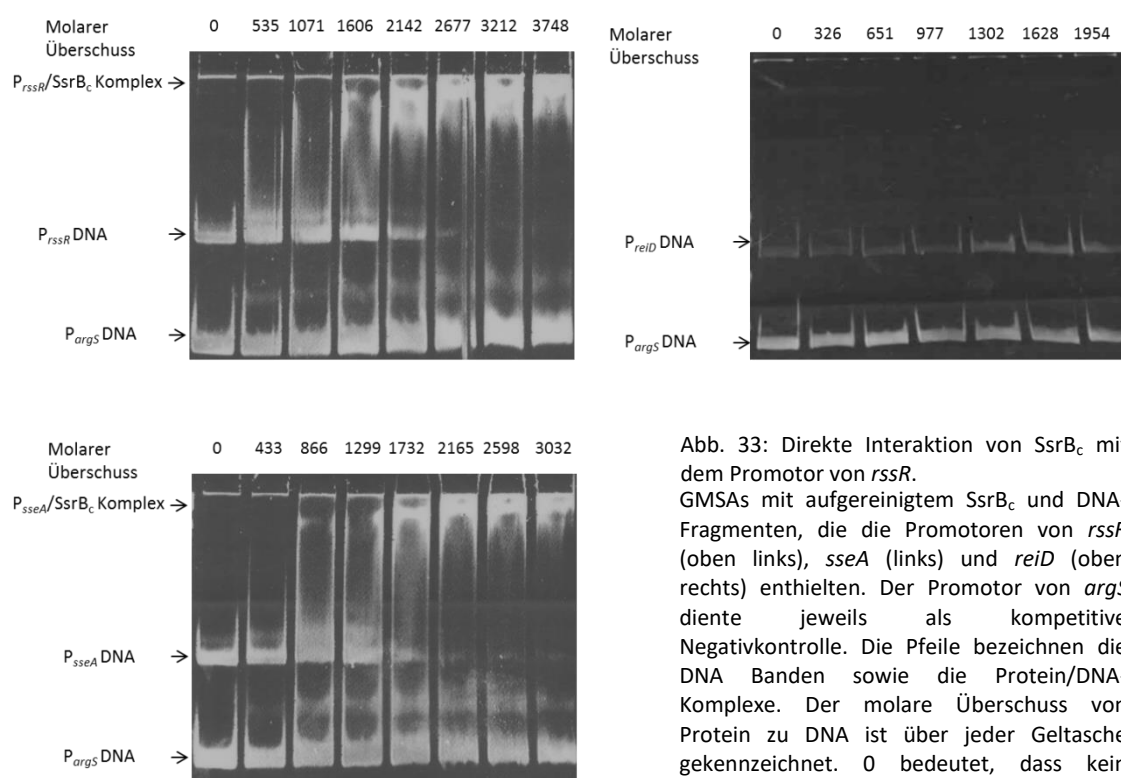 Molarer
Überschuss
0 535 1071 1606 2142 2677 3212 3748
PrssR/SsrBc Komplex
PrssR DNA
PargS DNA
Molarer
Überschuss
0 326 651 977 1302 1628 1954
PreiD DNA
PargS DNA
Molarer
Überschuss
0 433 866 1299 1732 2165 2598 3032
PsseA/SsrBc Komplex
PsseA DNA
PargS DNA
Abb. 33: Direkte Interaktion von SsrBc mit
dem Promotor von rssR.
GMSAs mit aufgereinigtem SsrBc und DNA-
Fragmenten, die die Promotoren von rssR
(oben links), sseA (links) und reiD (oben
rechts) enthielten. Der Promotor von argS
diente jeweils als kompetitive
Negativkontrolle. Die Pfeile bezeichnen die
DNA Banden sowie die Protein/DNA-
Komplexe. Der molare Überschuss von
Protein zu DNA ist über jeder Geltasche
gekennzeichnet. 0 bedeutet, dass kein